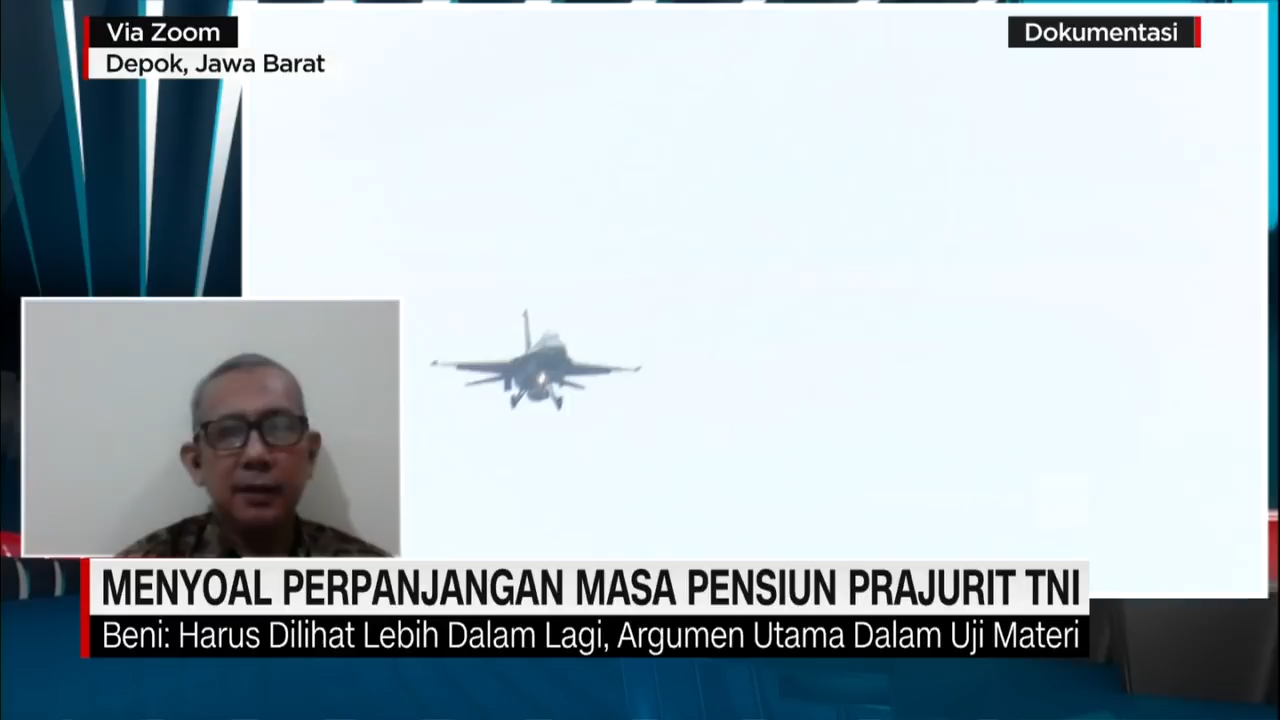 Via Zoom
Dokumentasi
Depok, Jawa Barat
MENYOAL PERPANJANGAN MASA PENSIUN PRAJURIT TNI
Beni: Harus Dilihat Lebih Dalam Lagi, Argumen Utama Dalam Uji Materi